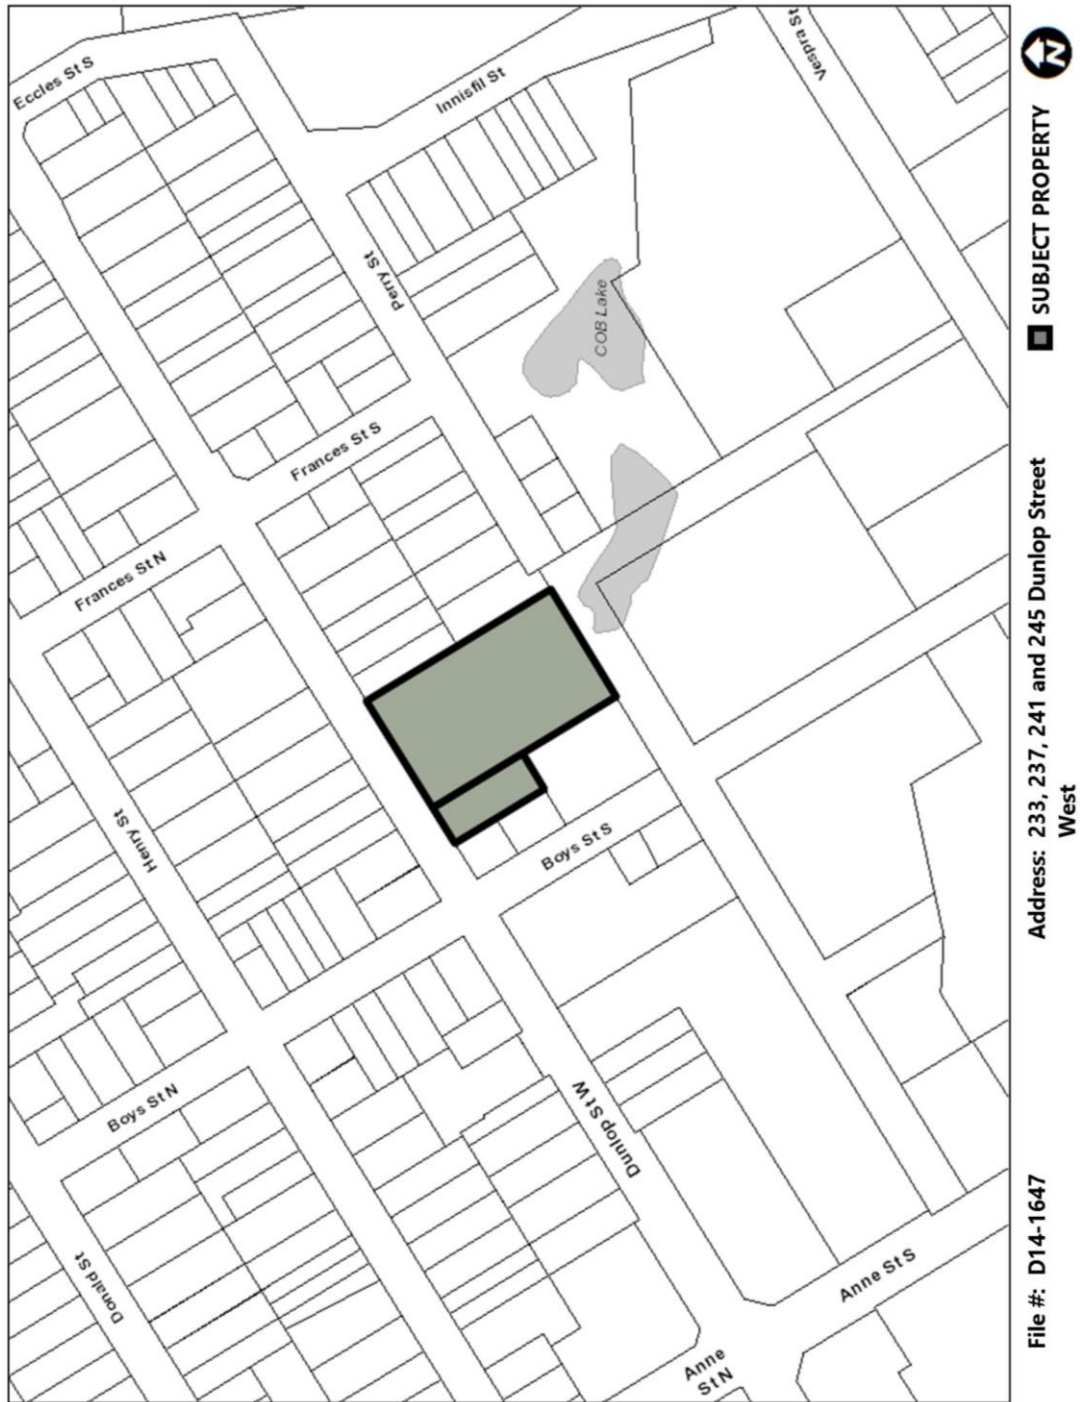 Eccles St S
Innisfil St
Vespra St
Perry St
COB Lake
Frances St S
Frances St N
Henry St
Boys St S
Boys St N
Dunlop St W
Donald St
Anne St S
Anne
St N
N
SUBJECT PROPERTY
Address: 233, 237, 241 and 245 Dunlop Street
West
File #: D14-1647